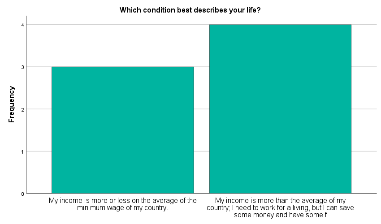 Which condition best describes your life?
4
3
2
1
0
Frequency
My income is more or less on the average of the
minimum wage of my country
My income is more than the average of my
country; I need to work for a living, but I can save
some money and have some f